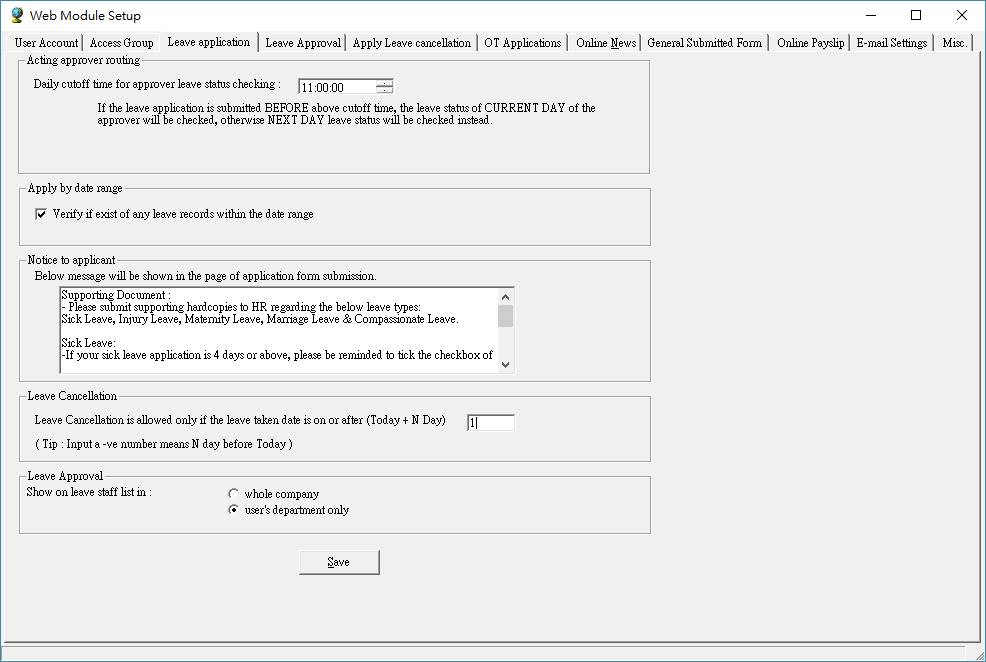 Web Module Setup
User Account Access Group Leave application Leave Approval Apply Leave cancellation OT Applications Online News General Submitted Form Online Payslip E-mail Settings Misc.
Acting approver routing
Daily cutoff time for approver leave status checking : 11:00:00
If the leave application is submitted BEFORE above cutoff time, the leave status of CURRENT DAY of the
approver will be checked, otherwise NEXT DAY leave status will be checked instead.
Apply by date range
Verify if exist of any leave records within the date range
Notice to applicant
Below message will be shown in the page of application form submission.
Supporting Document :
- Please submit supporting hardcopies to HR regarding the below leave types:
Sick Leave, Injury Leave, Maternity Leave, Marriage Leave & Compassionate Leave.
Sick Leave:
-If your sick leave application is 4 days or above, please be reminded to tick the checkbox of
Leave Cancellation
Leave Cancellation is allowed only if the leave taken date is on or after (Today + N Day) 1
( Tip : Input a -ve number means N day before Today )
Leave Approval
Show on leave staff list in : whole company
user's department only
Save